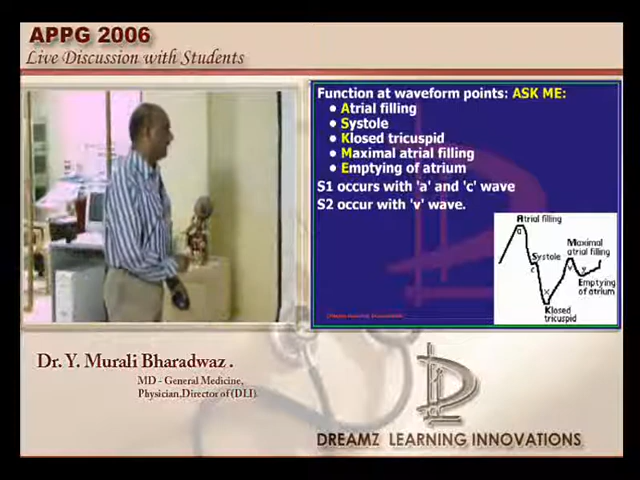 APPG 2006
Live Discussion with Students
Function at waveform points: ASK ME:
• Atrial filling
• Systole
• Klosed tricuspid
• Maximal atrial filling
• Emptying of atrium
S1 occurs with 'a' and 'c' wave
S2 occur with 'v' wave.
Atrial filling
a
Systole
c
Maximal
atrial filling
v
y
Emptying
of atrium
x
Klosed
tricuspid
Dr. Y. Murali Bharadwaz .
MD - General Medicine,
Physician,Director of (DLI)
DREAMZ LEARNING INNOVATIONS